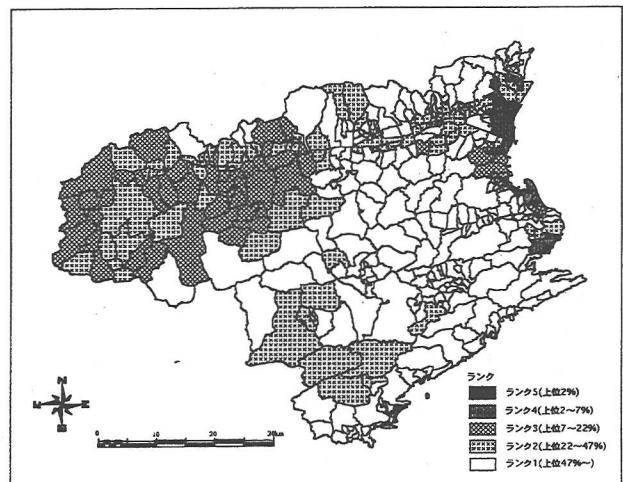 ランク
ランク5(上位2%)
ランク4(上位2～7%)
ランク3(上位7～22%)
ランク2(上位22～47%)
ランク1(上位47%～)
N
S
0 10 20 30km